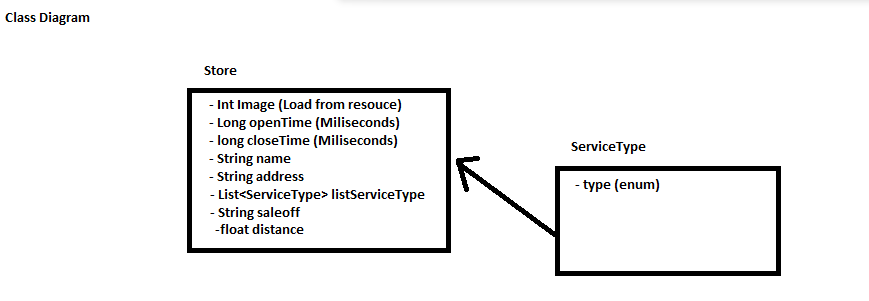 Class Diagram
Store
- Int Image (Load from resouce)
- Long openTime (Miliseconds)
- long closeTime (Miliseconds)
- String name
- String address
- List<ServiceType> listServiceType
- String saleoff
-float distance
ServiceType
- type (enum)